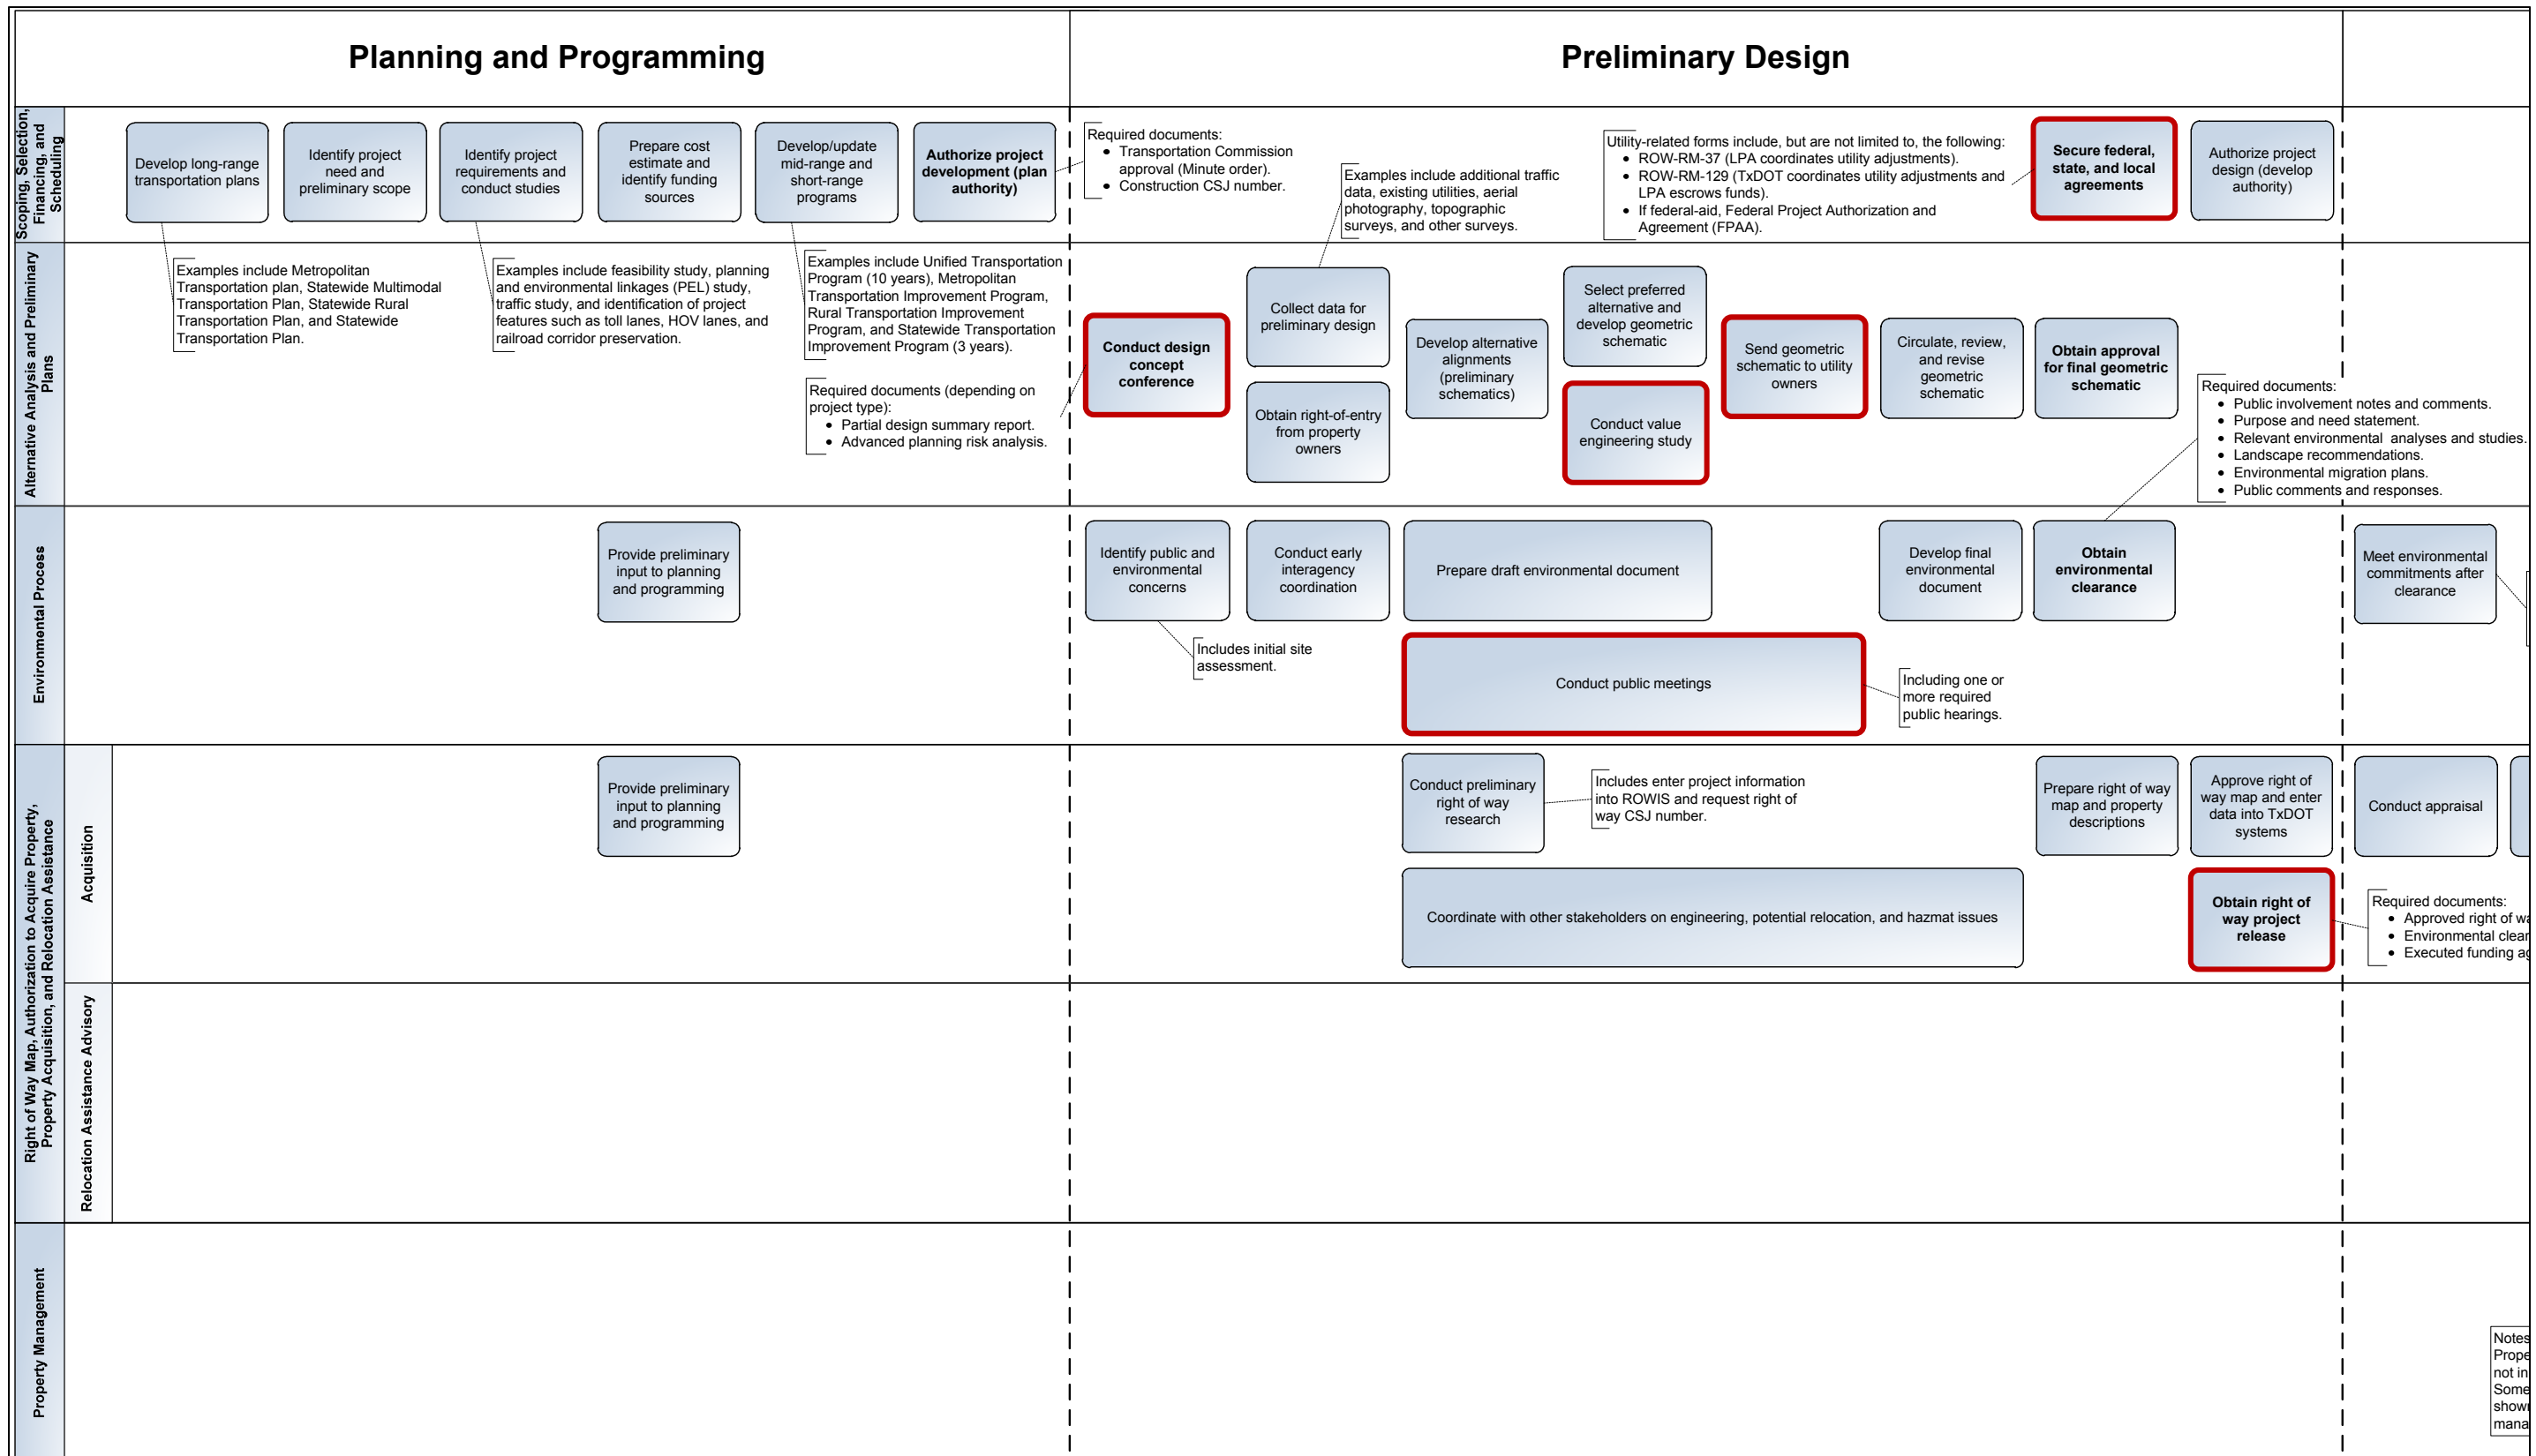 Planning and Programming
Preliminary Design
Scoping, Selection,
Financing, and
Scheduling
Develop long-range
transportation plans
Identify project
need and
preliminary scope
Identify project
requirements and
conduct studies
Prepare cost
estimate and
identify funding
sources
Develop/update
mid-range and
short-range
programs
Authorize project
development (plan
authority)
Required documents:
• Transportation Commission
approval (Minute order).
• Construction CSJ number.
Examples include additional traffic
data, existing utilities, aerial
photography, topographic
surveys, and other surveys.
Utility-related forms include, but are not limited to, the following:
• ROW-RM-37 (LPA coordinates utility adjustments).
• ROW-RM-129 (TxDOT coordinates utility adjustments and
LPA escrows funds).
• If federal-aid, Federal Project Authorization and
Agreement (FPAA).
Secure federal,
state, and local
agreements
Authorize project
design (develop
authority)
Alternative Analysis and Preliminary
Plans
Examples include Metropolitan
Transportation plan, Statewide Multimodal
Transportation Plan, Statewide Rural
Transportation Plan, and Statewide
Transportation Plan.
Examples include feasibility study, planning
and environmental linkages (PEL) study,
traffic study, and identification of project
features such as toll lanes, HOV lanes, and
railroad corridor preservation.
Examples include Unified Transportation
Program (10 years), Metropolitan
Transportation Improvement Program,
Rural Transportation Improvement
Program, and Statewide Transportation
Improvement Program (3 years).
Required documents (depending on
project type):
• Partial design summary report.
• Advanced planning risk analysis.
Conduct design
concept
conference
Collect data for
preliminary design
Obtain right-of-entry
from property
owners
Develop alternative
alignments
(preliminary
schematics)
Select preferred
alternative and
develop geometric
schematic
Conduct value
engineering study
Send geometric
schematic to utility
owners
Circulate, review,
and revise
geometric
schematic
Obtain approval
for final geometric
schematic
Required documents:
• Public involvement notes and comments.
• Purpose and need statement.
• Relevant environmental analyses and studies.
• Landscape recommendations.
• Environmental migration plans.
• Public comments and responses.
Environmental Process
Provide preliminary
input to planning
and programming
Identify public and
environmental
concerns
Conduct early
interagency
coordination
Prepare draft environmental document
Develop final
environmental
document
Obtain
environmental
clearance
Meet environmental
commitments after
clearance
Includes initial site
assessment.
Conduct public meetings
Including one or
more required
public hearings.
Right of Way Map, Authorization to Acquire Property,
Property Acquisition, and Relocation Assistance
Acquisition
Provide preliminary
input to planning
and programming
Conduct preliminary
right of way
research
Includes enter project information
into ROWIS and request right of
way CSJ number.
Prepare right of way
map and property
descriptions
Approve right of
way map and enter
data into TxDOT
systems
Conduct appraisal
Coordinate with other stakeholders on engineering, potential relocation, and hazmat issues
Obtain right of
way project
release
Required documents:
• Approved right of
• Environmental
• Executed funding
Relocation Assistance Advisory
Property Management
Notes
not in
Some